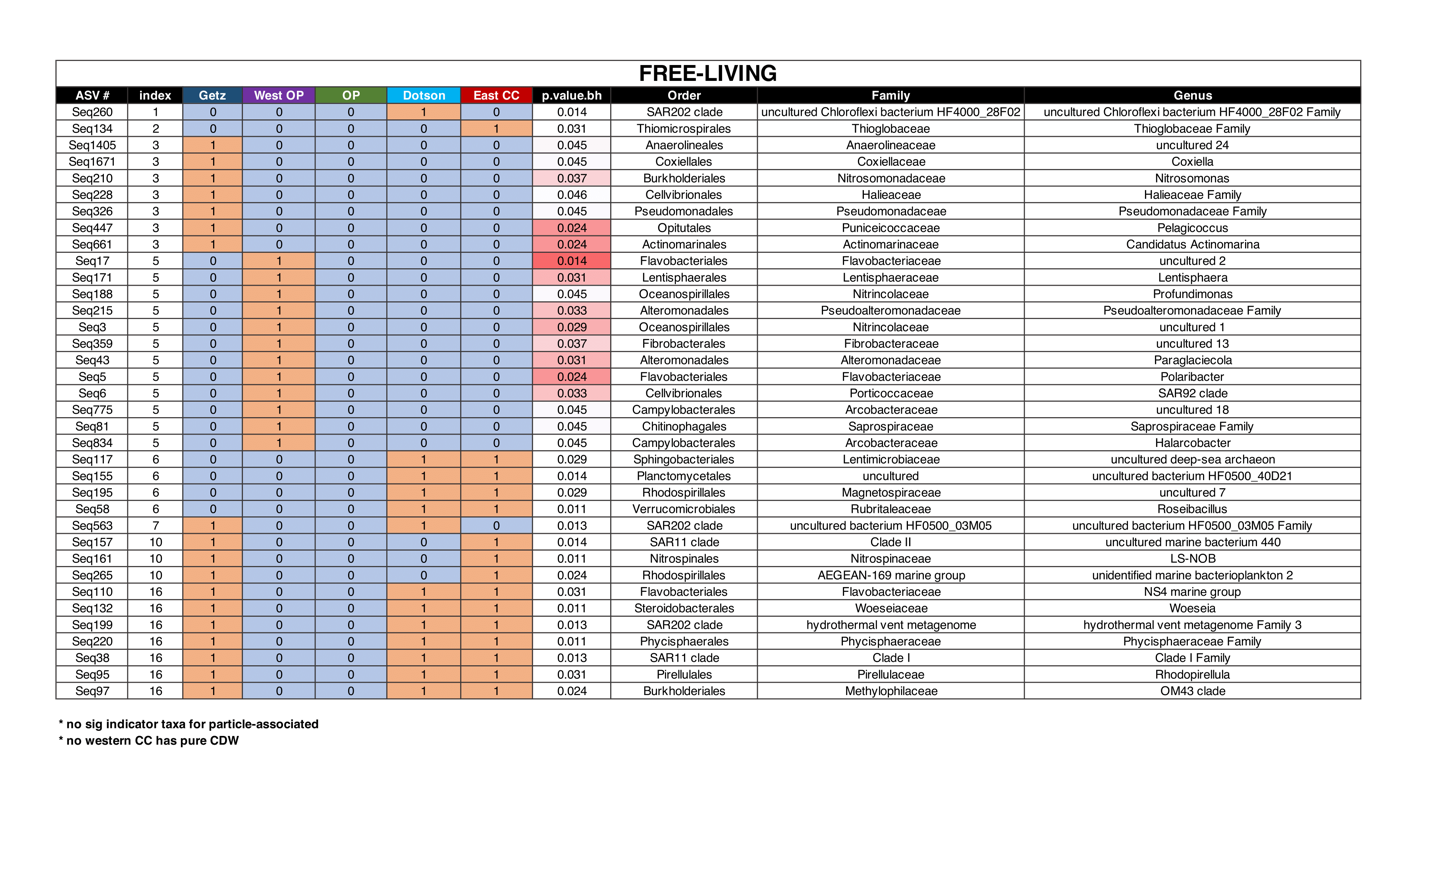 FREE-LIVING
ASV # index Getz West OP OP Dotson East CC p.value.bh Order Family Genus
Seq260 1 0 0 0 1 0 0.014 SAR202 clade uncultured Chloroflexi bacterium HF4000_28F02 uncultured Chloroflexi bacterium HF4000_28F02 Family
Seq134 2 0 0 0 0 1 0.031 Thiomicrospirales Thioglobaceae Thioglobaceae Family
Seq1405 3 1 0 0 0 0 0.045 Anaerolineales Anaerolineaceae uncultured 24
Seq1671 3 1 0 0 0 0 0.045 Coxiellales Coxiellaceae Coxiella
Seq210 3 1 0 0 0 0 0.037 Burkholderiales Nitrosomonadaceae Nitrosomonas
Seq228 3 1 0 0 0 0 0.046 Cellvibrionales Halieaceae Halieaceae Family
Seq326 3 1 0 0 0 0 0.045 Pseudomonadales Pseudomonadaceae Pseudomonadaceae Family
Seq447 3 1 0 0 0 0 0.024 Opitutales Puniceicoccaceae Pelagicoccus
Seq661 3 1 0 0 0 0 0.024 Actinomarinales Actinomarinaceae Candidatus Actinomarina
Seq17 5 0 1 0 0 0 0.014 Flavobacteriales Flavobacteriaceae uncultured 2
Seq171 5 0 1 0 0 0 0.031 Lentisphaerales Lentisphaeraceae Lentisphaera
Seq188 5 0 1 0 0 0 0.045 Oceanospirillales Nitrincolaceae Profundimonas
Seq215 5 0 1 0 0 0 0.033 Alteromonadales Pseudoalteromonadaceae Pseudoalteromonadaceae Family
Seq3 5 0 1 0 0 0 0.029 Oceanospirillales Nitrincolaceae uncultured 1
Seq359 5 0 1 0 0 0 0.037 Fibrobacterales Fibrobacteraceae uncultured 13
Seq43 5 0 1 0 0 0 0.031 Alteromonadales Alteromonadaceae Paraglaciecola
Seq5 5 0 1 0 0 0 0.024 Flavobacteriales Flavobacteriaceae Polaribacter
Seq6 5 0 1 0 0 0 0.033 Cellvibrionales Porticoccaceae SAR92 clade
Seq775 5 0 1 0 0 0 0.045 Campylobacterales Arcobacteraceae uncultured 18
Seq81 5 0 1 0 0 0 0.045 Chitinophagales Saprospiraceae Saprospiraceae Family
Seq834 5 0 1 0 0 0 0.045 Campylobacterales Arcobacteraceae Halarcobacter
Seq117 6 0 0 0 1 1 0.029 Sphingobacteriales Lentimicrobiaceae uncultured deep-sea archaeon
Seq155 6 0 0 0 1 1 0.014 Planctomycetales uncultured uncultured bacterium HF0500_40D21
Seq195 6 0 0 0 1 1 0.029 Rhodospirillales Magnetospiraceae uncultured 7
Seq58 6 0 0 0 1 1 0.011 Verrucomicrobiales Rubritaleaceae Roseibacillus
Seq563 7 1 0 0 1 0 0.013 SAR202 clade uncultured bacterium HF0500_03M05 uncultured bacterium HF0500_03M05 Family
Seq157 10 1 0 0 0 1 0.014 SAR11 clade Clade II uncultured marine bacterium 440
Seq161 10 1 0 0 0 1 0.011 Nitrospinales Nitrospinaceae LS-NOB
Seq265 10 1 0 0 0 1 0.024 Rhodospirillales AEGEAN-169 marine group unidentified marine bacterioplankton 2
Seq110 16 1 0 0 1 1 0.031 Flavobacteriales Flavobacteriaceae NS4 marine group
Seq132 16 1 0 0 1 1 0.011 Steroidobacterales Woeseiaceae Woeseia
Seq199 16 1 0 0 1 1 0.013 SAR202 clade hydrothermal vent metagenome hydrothermal vent metagenome Family 3
Seq220 16 1 0 0 1 1 0.011 Phycisphaerales Phycisphaeraceae Phycisphaeraceae Family
Seq38 16 1 0 0 1 1 0.013 SAR11 clade Clade I Clade I Family
Seq95 16 1 0 0 1 1 0.031 Pirellulales Pirellulaceae Rhodopirellula
Seq97 16 1 0 0 1 1 0.024 Burkholderiales Methylophilaceae OM43 clade
* no sig indicator taxa for particle-associated
* no western CC has pure CDW